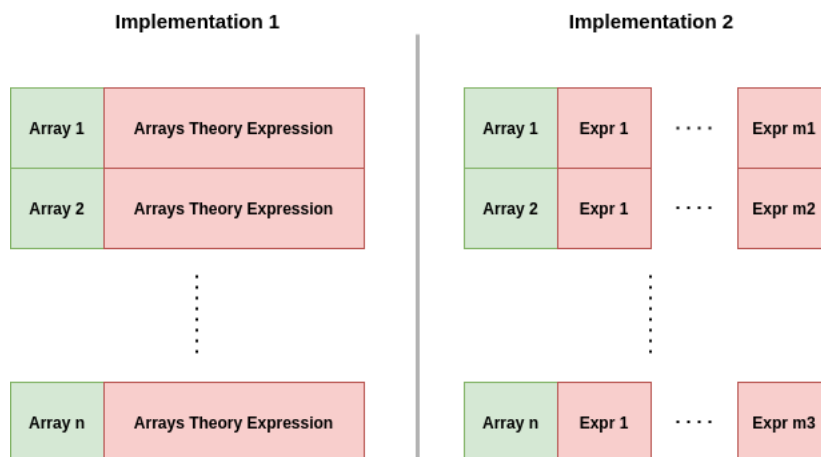 Implementation 1
Implementation 2
Array 1 Arrays Theory Expression
Array 2 Arrays Theory Expression
Array n Arrays Theory Expression
Array 1 Expr 1 .... Expr m1
Array 2 Expr 1 .... Expr m2
Array n Expr 1 .... Expr m3